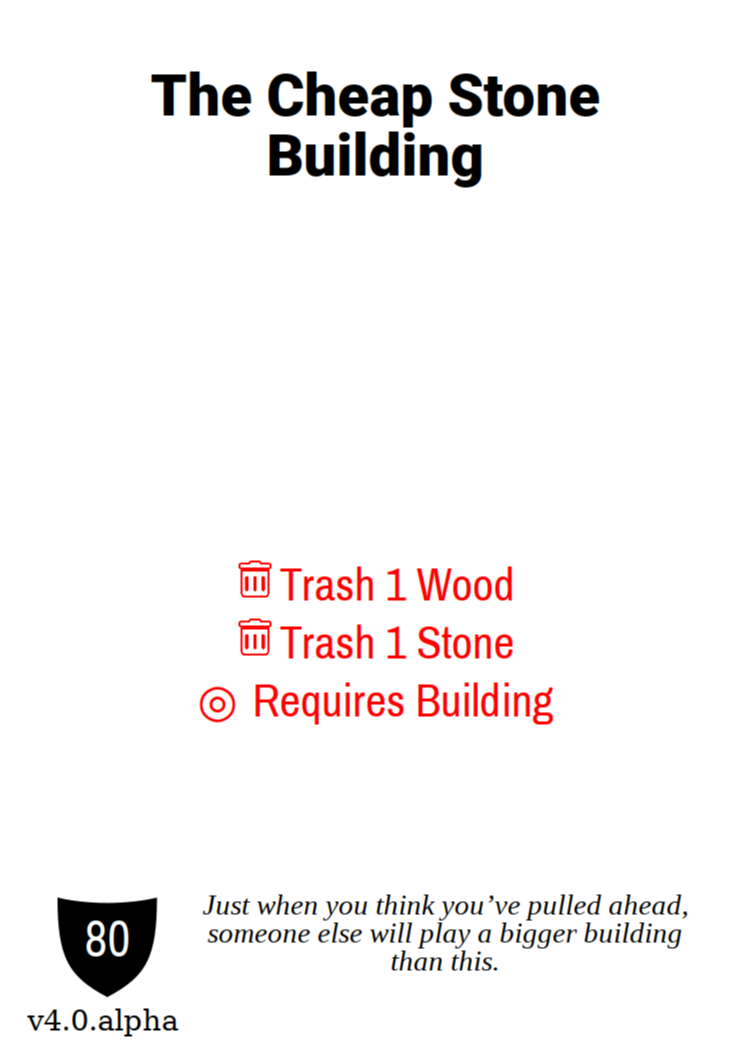 The Cheap Stone
Building
Trash 1 Wood
Trash 1 Stone
Requires Building
80
Just when you think you’ve pulled ahead,
someone else will play a bigger building
than this.
v4.0.alpha